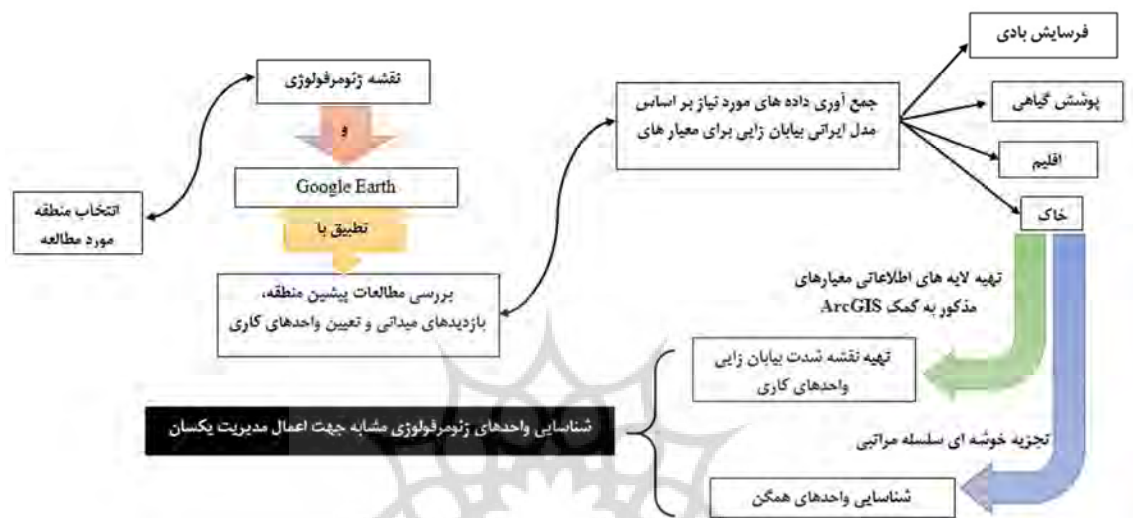 انتخاب منطقه
مورد مطالعه
نقشه ژئومرفولوژی
و
Google Earth
تطبیق با
بررسی مطالعات پیشین منطقه،
بازدیدهای میدانی و تعیین واحدهای کاری
جمع آوری داده های مورد نیاز بر اساس
مدل ایرانی بیابان زایی برای معیار های
فرسایش بادی
پوشش گیاهی
اقلیم
خاک
تهیه لایه های اطلاعاتی معیارهای
مذکور به کمک ArcGIS
تهیه نقشه شدت بیابان زایی
واحدهای کاری
تجزیه خوشه ای سلسله مراتبی
شناسایی واحدهای همگن
شناسایی واحدهای ژئومرفولوژی مشابه جهت اعمال مدیریت یکسان